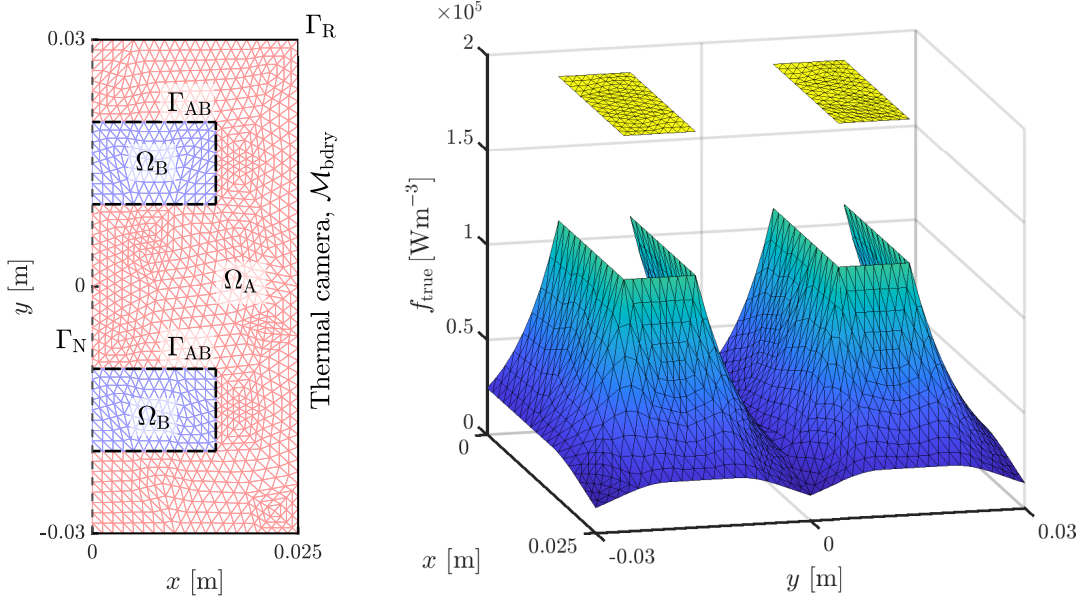 0.03
Γ_R
Γ_AB
Ω_B
y [m]
0
Ω_A
Γ_N
Γ_AB
Ω_B
-0.03
0
0.025
x [m]
Thermal camera, ℳ_bdry
×10^5
2
1.5
1
0.5
0
f_true [Wm^−3]
0
0.025
x [m]
-0.03
0
0.03
y [m]